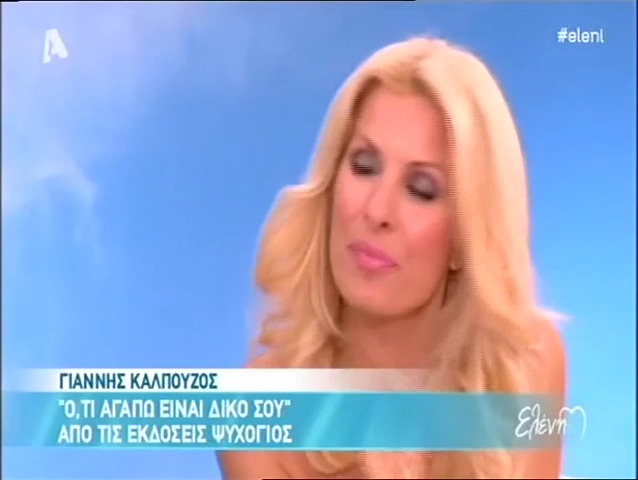 #eleni
ΓΙΑΝΝΗΣ ΚΑΛΠΟΥΖΟΣ
"Ο,ΤΙ ΑΓΑΠΩ ΕΙΝΑΙ ΔΙΚΟ ΣΟΥ"
ΑΠΟ ΤΙΣ ΕΚΔΟΣΕΙΣ ΨΥΧΟΓΙΟΣ
Ελένη